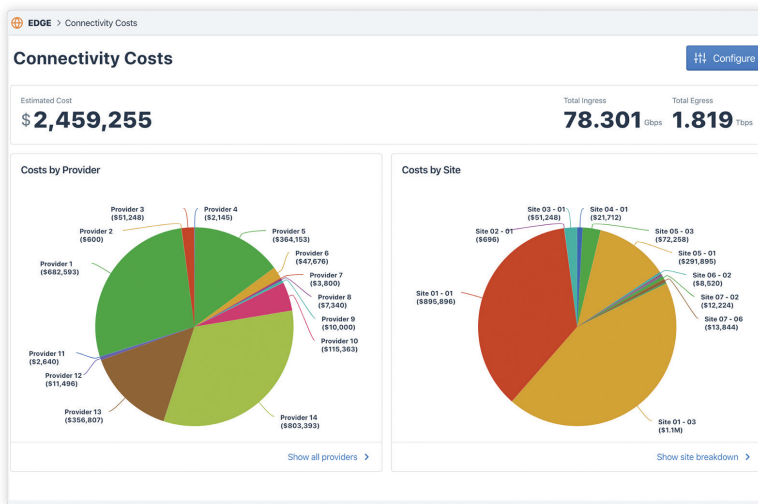 EDGE > Connectivity Costs
Connectivity Costs
Configure
Estimated Cost
$2,459,255
Total Ingress
78.301 Gbps
Total Egress
1.819 Tbps
Costs by Provider
Provider 3
($51,248)
Provider 4
($2,145)
Provider 2
($600)
Provider 5
($364,153)
Provider 6
($47,676)
Provider 1
($682,593)
Provider 7
($3,800)
Provider 8
($7,340)
Provider 9
($10,000)
Provider 10
($115,363)
Provider 11
($2,640)
Provider 12
($11,496)
Provider 13
($356,807)
Provider 14
($803,393)
Show all providers >
Costs by Site
Site 03 - 01
($51,248)
Site 04 - 01
($21,712)
Site 02 - 01
($696)
Site 05 - 03
($72,258)
Site 05 - 01
($291,895)
Site 06 - 02
($8,520)
Site 01 - 01
($895,896)
Site 07 - 02
($12,224)
Site 07 - 06
($13,844)
Site 01 - 03
($1.1M)
Show site breakdown >